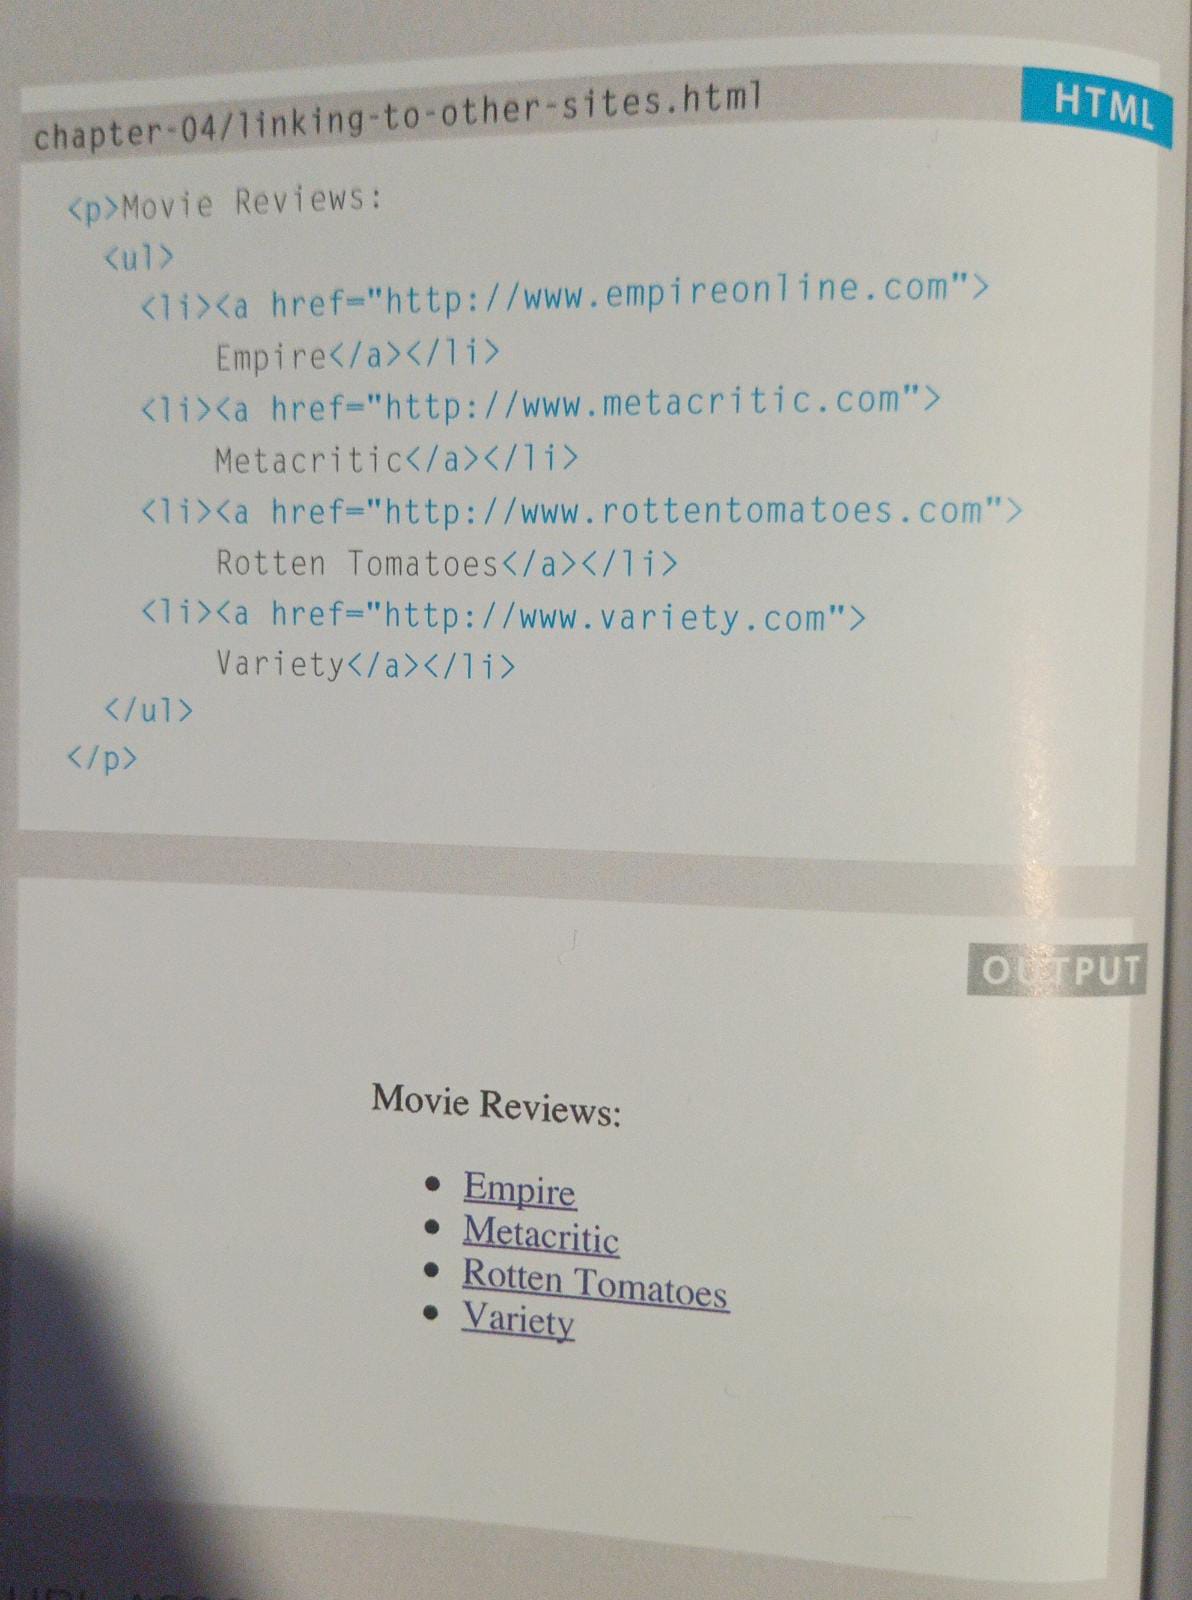 chapter-04/linking-to-other-sites.html
HTML
<p>Movie Reviews:
<ul>
<li><a href="http://www.empireonline.com">
Empire</a></li>
<li><a href="http://www.metacritic.com">
Metacritic</a></li>
<li><a href="http://www.rottentomatoes.com">
Rotten Tomatoes</a></li>
<li><a href="http://www.variety.com">
Variety</a></li>
</ul>
</p>
OUTPUT
Movie Reviews:
• Empire
• Metacritic
• Rotten Tomatoes
• Variety